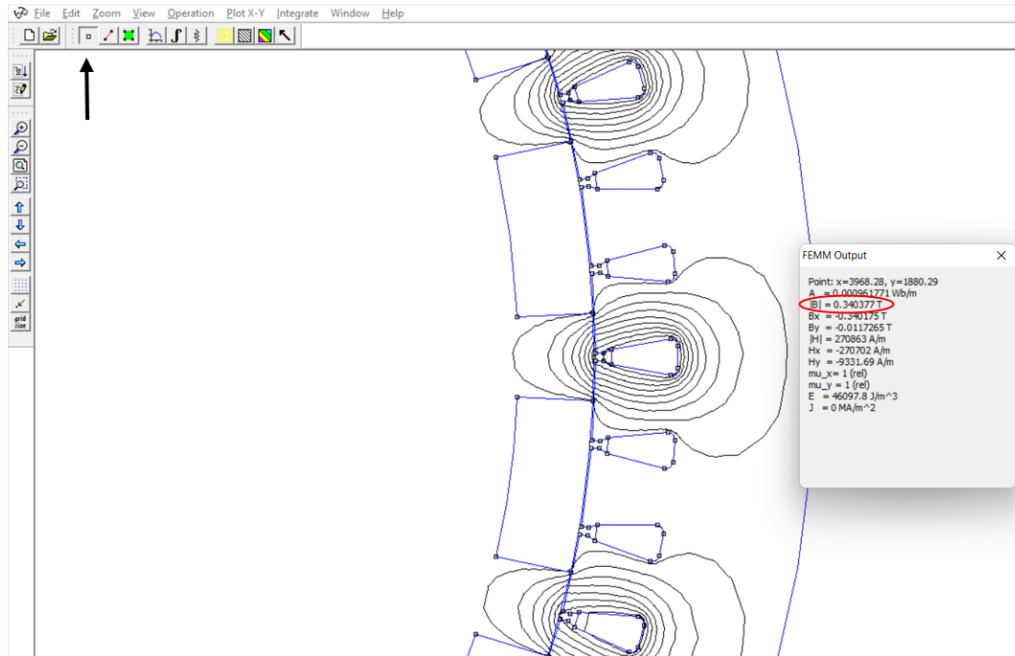 File Edit Zoom View Operation Plot X-Y Integrate Window Help
grid
size
FEMM Output
Point: x=3968.28, y=1880.29
A = 0.000961771 Wb/m
|B| = 0.340377 T
Bx = -0.340175 T
By = -0.0117265 T
|H| = 270863 A/m
Hx = -270702 A/m
Hy = -9331.69 A/m
mu_x= 1 (rel)
mu_y = 1 (rel)
E = 46097.8 J/m^3
J = 0 MA/m^2